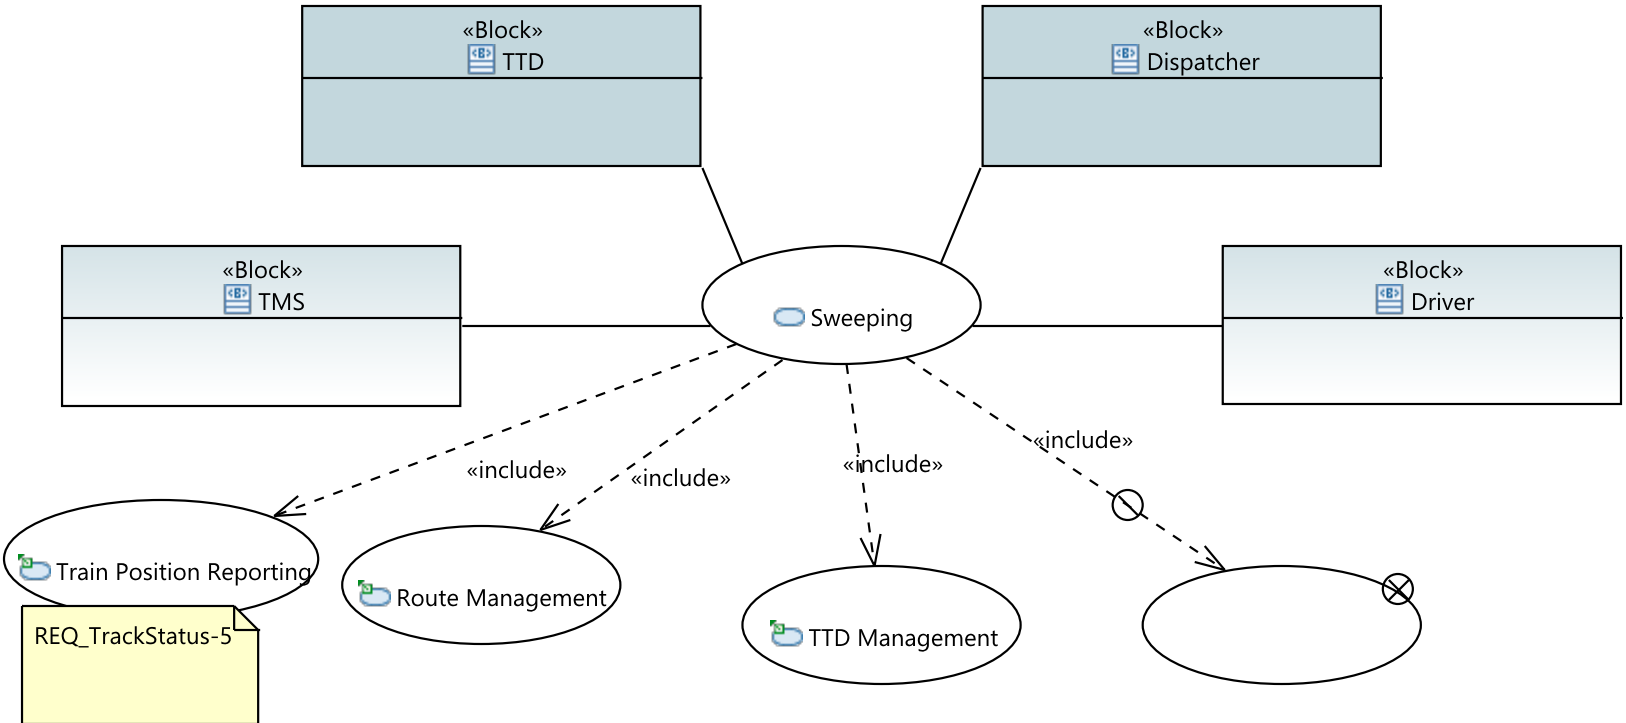 «Block»
TTD
«Block»
Dispatcher
«Block»
TMS
Sweeping
«Block»
Driver
«include»
«include»
«include»
«include»
Train Position Reporting
Route Management
TTD Management
REQ_TrackStatus-5